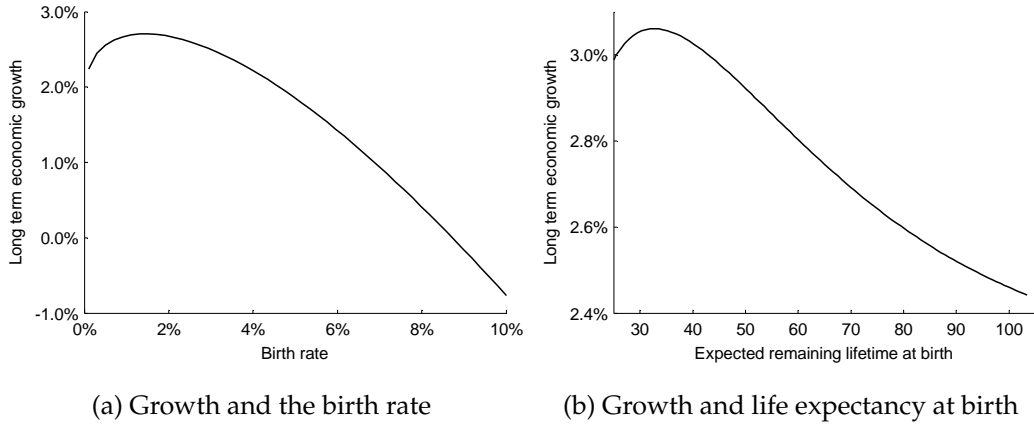 3.0%
2.0%
1.0%
0.0%
-1.0%
0% 2% 4% 6% 8% 10%
Long term economic growth
Birth rate
(a) Growth and the birth rate
3.0%
2.8%
2.6%
2.4%
30 40 50 60 70 80 90 100
Long term economic growth
Expected remaining lifetime at birth
(b) Growth and life expectancy at birth